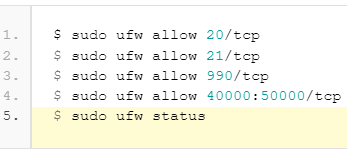 1. $ sudo ufw allow 20/tcp
2. $ sudo ufw allow 21/tcp
3. $ sudo ufw allow 990/tcp
4. $ sudo ufw allow 40000:50000/tcp
5. $ sudo ufw status